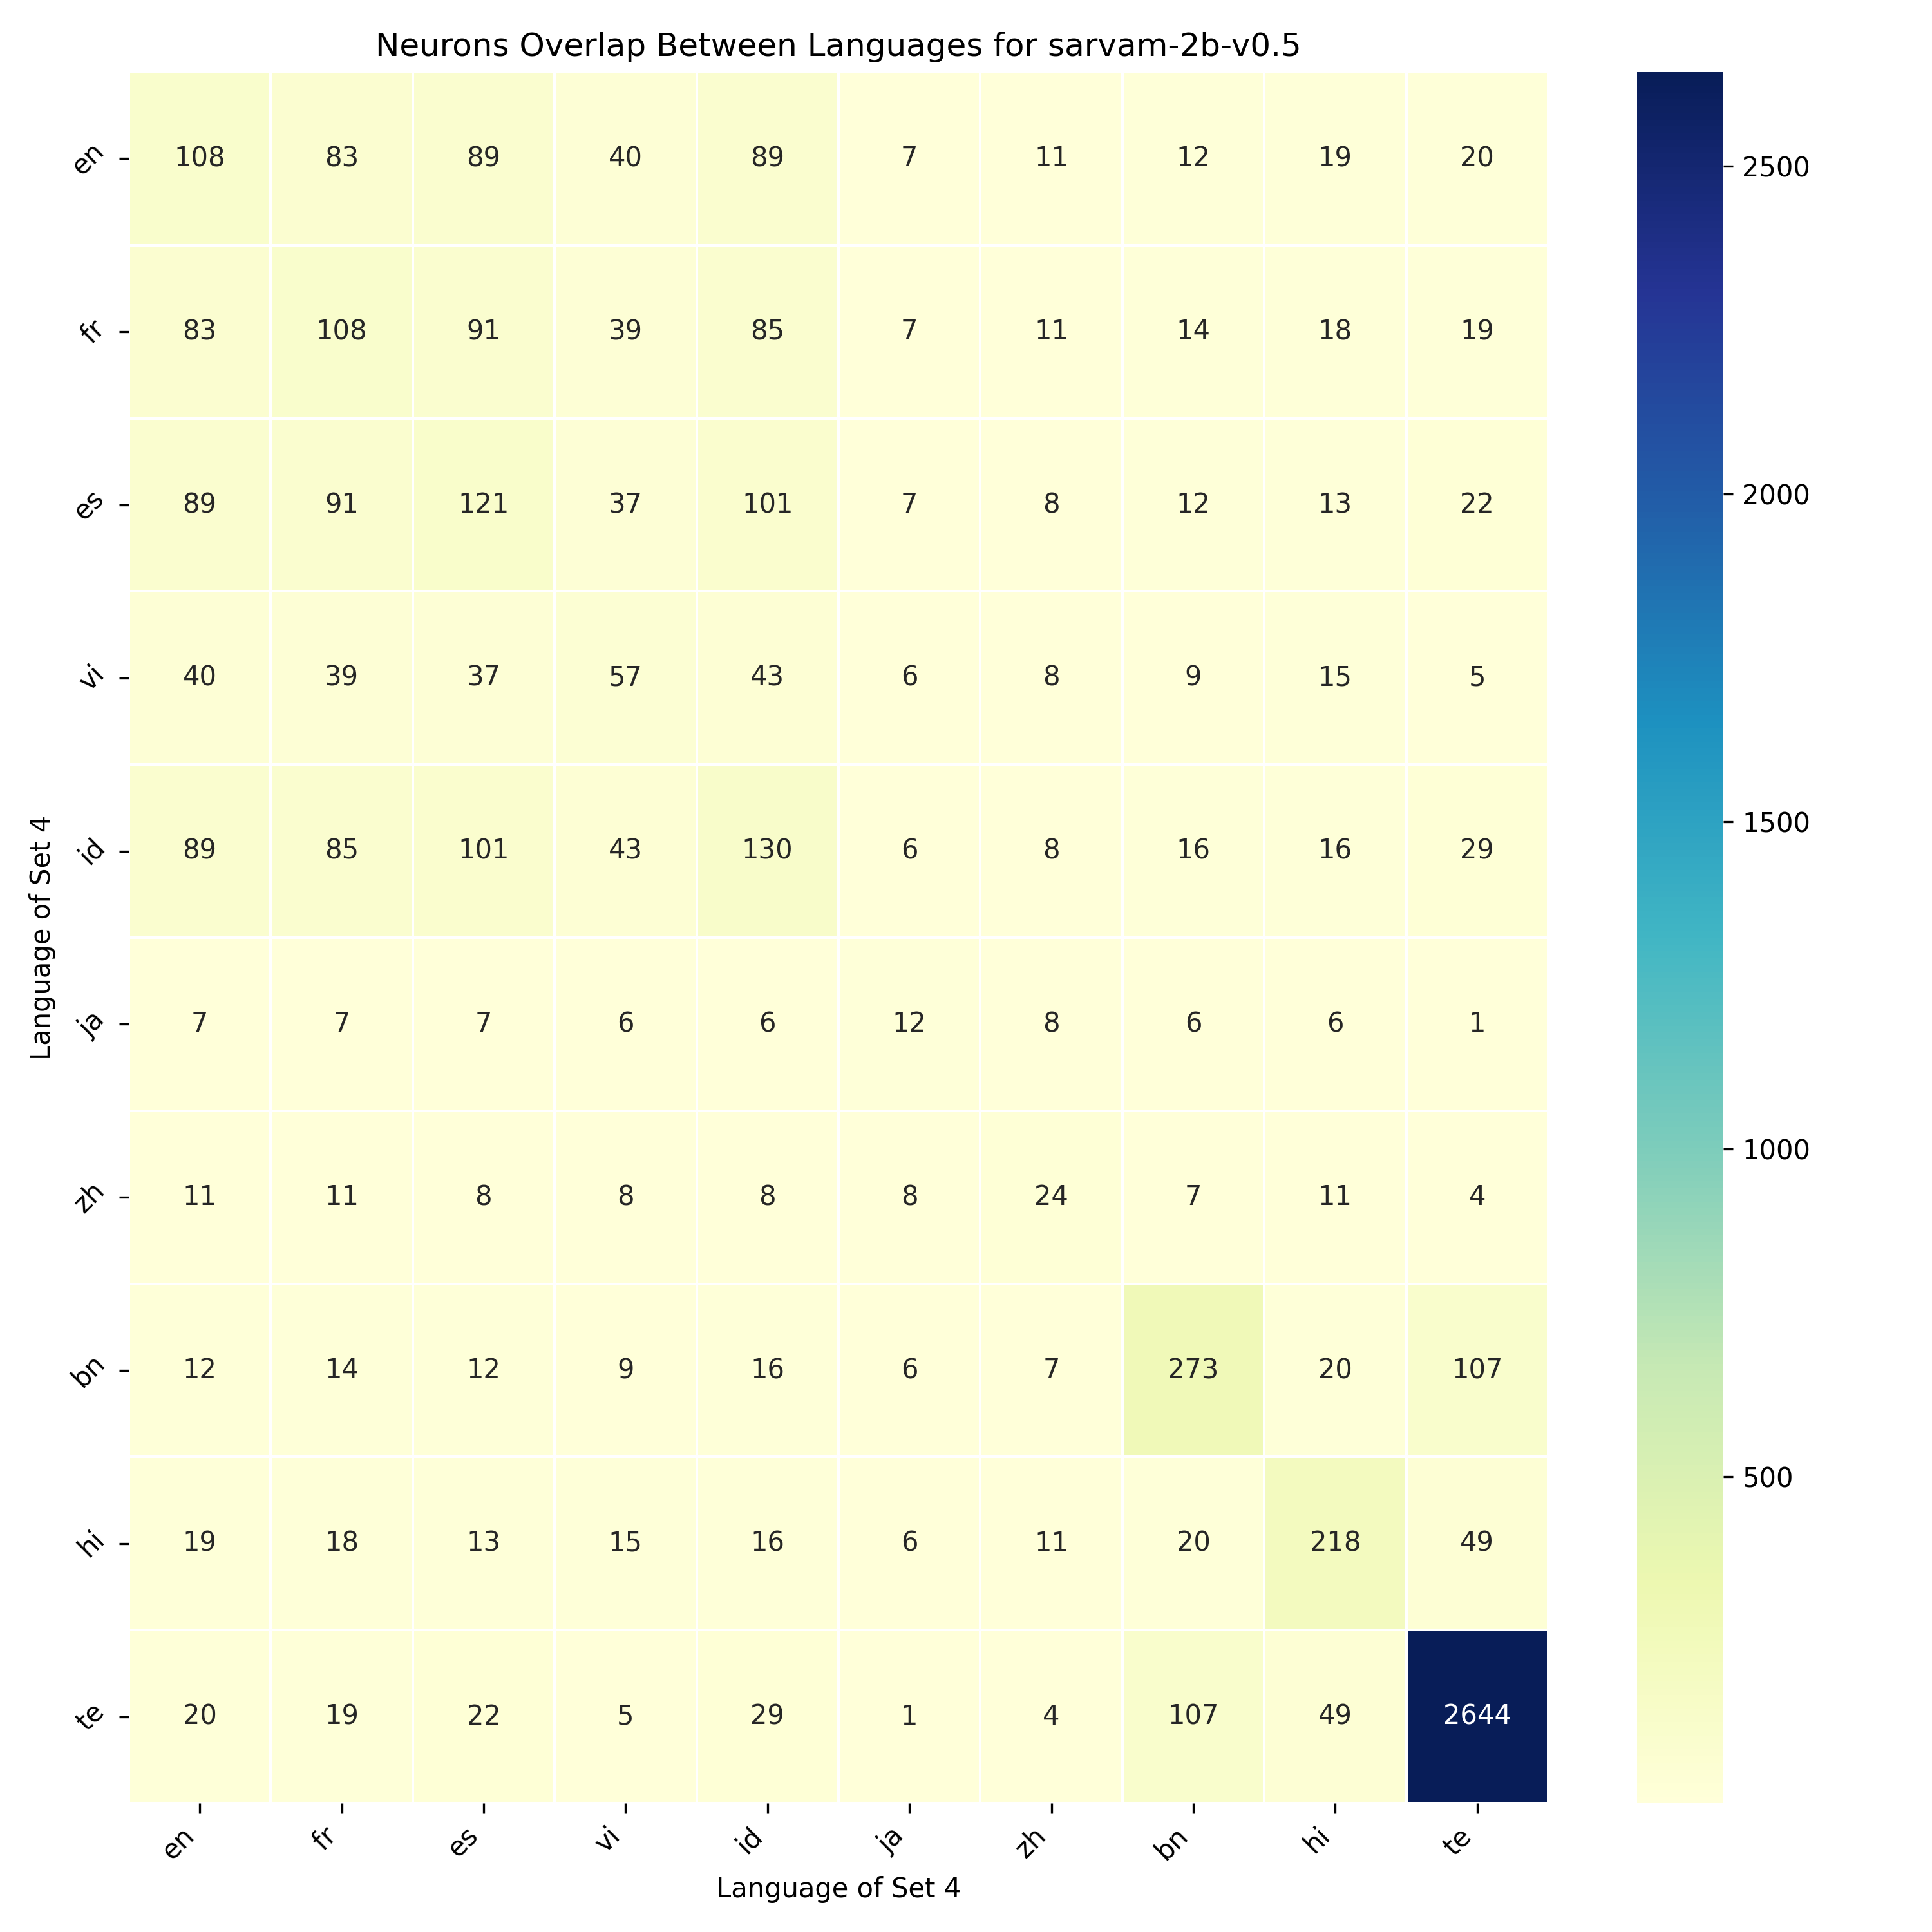 Neurons Overlap Between Languages for sarvam-2b-v0.5
en 108 83 89 40 89 7 11 12 19 20
fr 83 108 91 39 85 7 11 14 18 19
es 89 91 121 37 101 7 8 12 13 22
vi 40 39 37 57 43 6 8 9 15 5
id 89 85 101 43 130 6 8 16 16 29
ja 7 7 7 6 6 12 8 6 6 1
zh 11 11 8 8 8 8 24 7 11 4
bn 12 14 12 9 16 6 7 273 20 107
hi 19 18 13 15 16 6 11 20 218 49
te 20 19 22 5 29 1 4 107 49 2644
en fr es vi id ja zh bn hi te
Language of Set 4
Language of Set 4
2500
2000
1500
1000
500